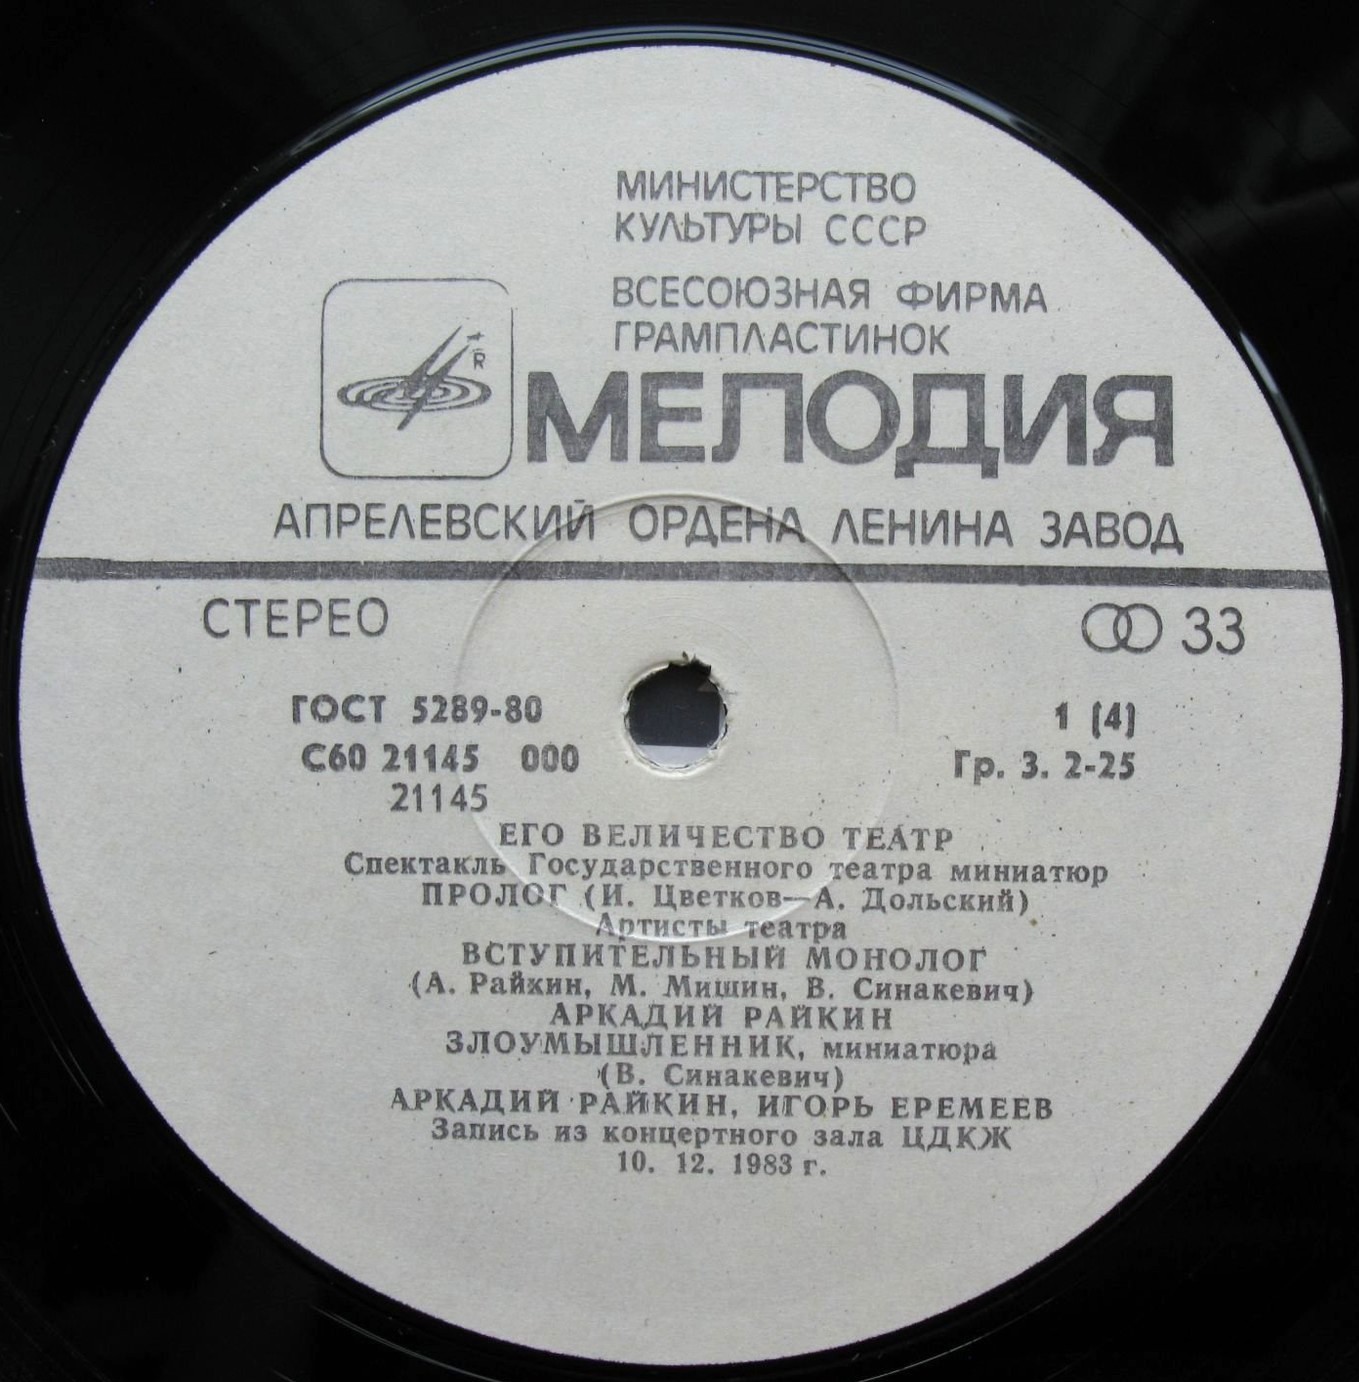 МИНИСТЕРСТВО
КУЛЬТУРЫ СССР
ВСЕСОЮЗНАЯ ФИРМА
ГРАМПЛАСТИНОК
R
МЕЛОДИЯ
АПРЕЛЕВСКИЙ ОРДЕНА ЛЕНИНА ЗАВОД
СТЕРЕО 33
ГОСТ 5289-80 1 (4)
С60 21145 000 Гр. 3. 2-25
21145
ЕГО ВЕЛИЧЕСТВО ТЕАТР
Спектакль Государственного театра миниатюр
ПРОЛОГ (И. Цветков—А. Дольский)
Артисты театра
ВСТУПИТЕЛЬНЫЙ МОНОЛОГ
(А. Райкин, М. Мишин, В. Синакевич)
АРКАДИЙ РАЙКИН
ЗЛОУМЫШЛЕННИК, миниатюра
(В. Синакевич)
АРКАДИЙ РАЙКИН, ИГОРЬ ЕРЕМЕЕВ
Запись из концертного зала ЦДКЖ
10. 12. 1983 г.